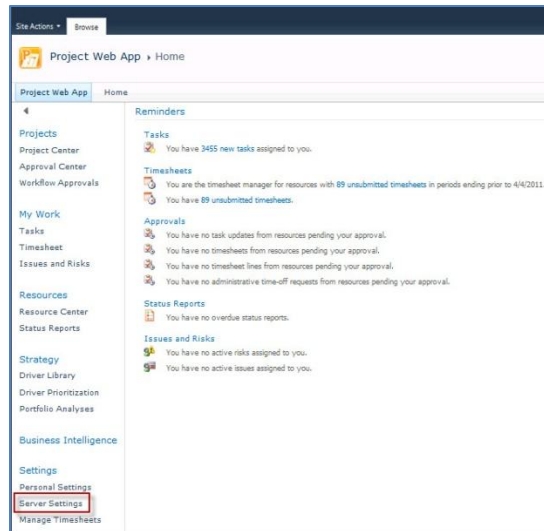 Site Actions Browse
Project Web App Home
Project Web App Home
Projects
Project Center
Approval Center
Workflow Approvals
My Work
Tasks
Timesheet
Issues and Risks
Resources
Resource Center
Status Reports
Strategy
Driver Library
Driver Prioritization
Portfolio Analyses
Business Intelligence
Settings
Personal Settings
Server Settings
Manage Timesheets
Reminders
Tasks
You have 3455 new tasks assigned to you.
Timesheets
You are the timesheet manager for resources with 89 unsubmitted timesheets in periods ending prior to 4/4/2011
You have 89 unsubmitted timesheets.
Approvals
You have no task updates from resources pending your approval.
You have no timesheets from resources pending your approval.
You have no timesheet lines from resources pending your approval.
You have no administrative time-off requests from resources pending your approval.
Status Reports
You have no overdue status reports.
Issues and Risks
You have no active risks assigned to you.
You have no active issues assigned to you.